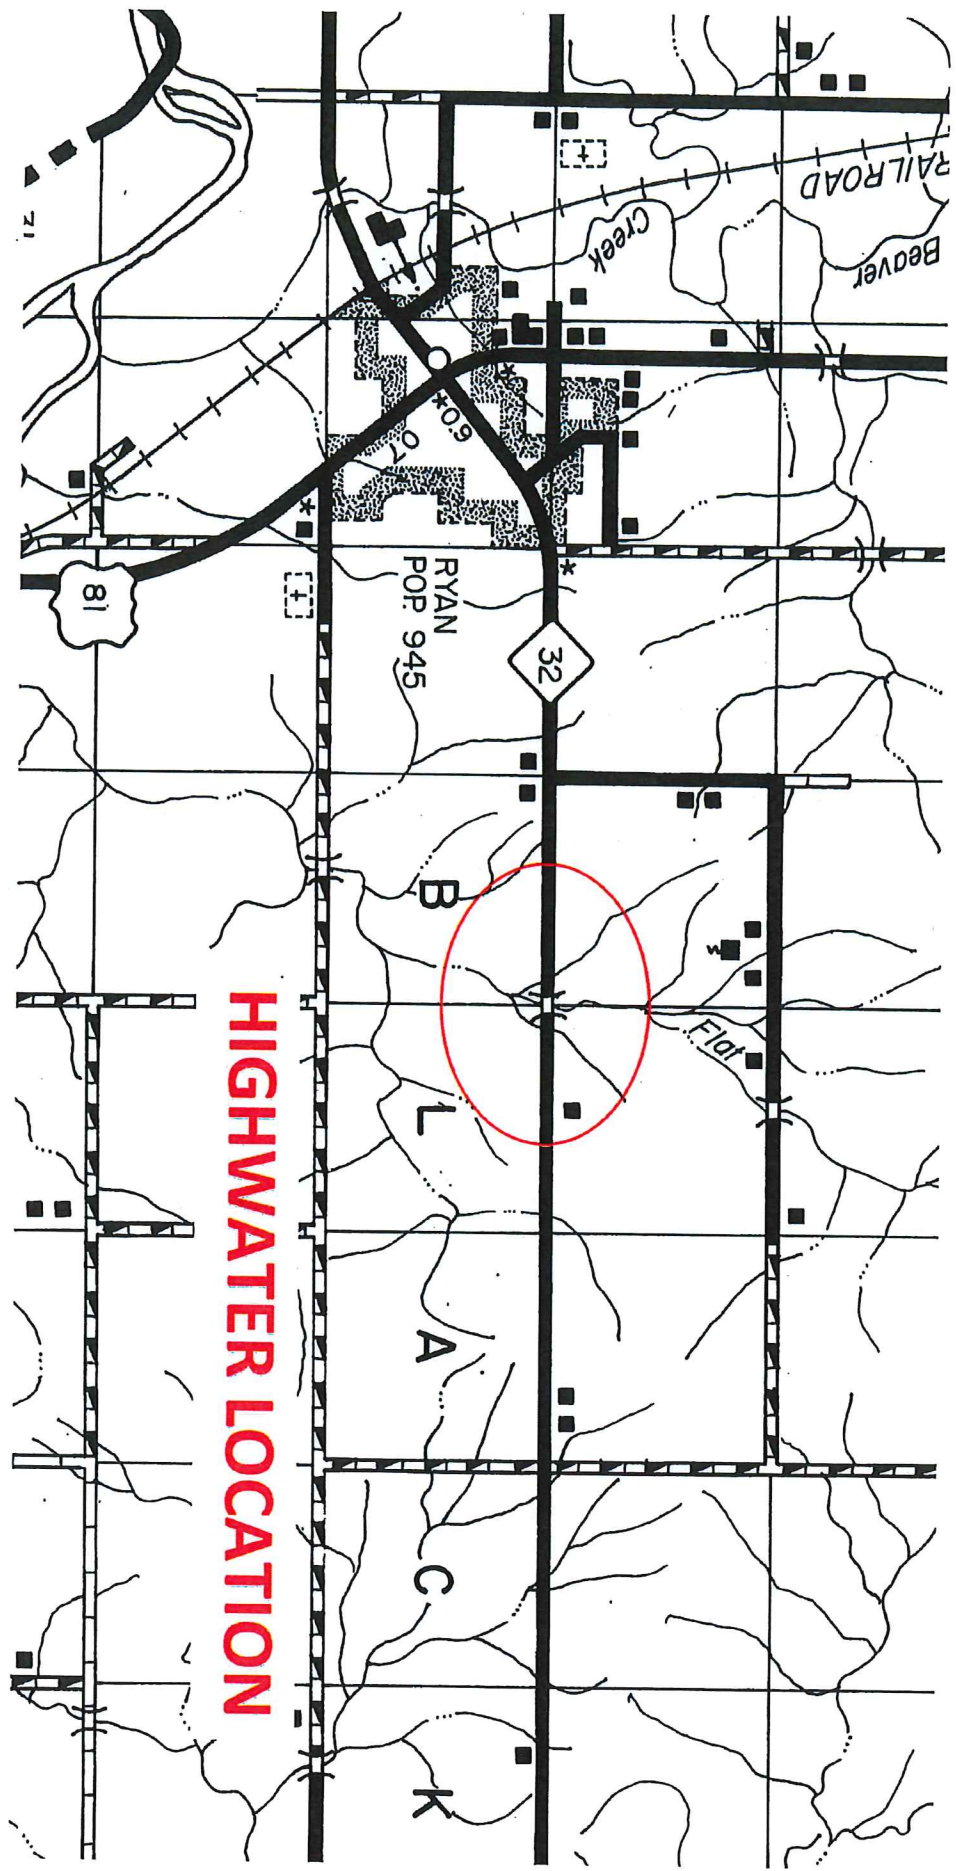 RAILROAD
Beaver
Creek
*0.9
0.7
RYAN
POP. 945
81
32
Flat
B L A C K
HIGHWATER LOCATION